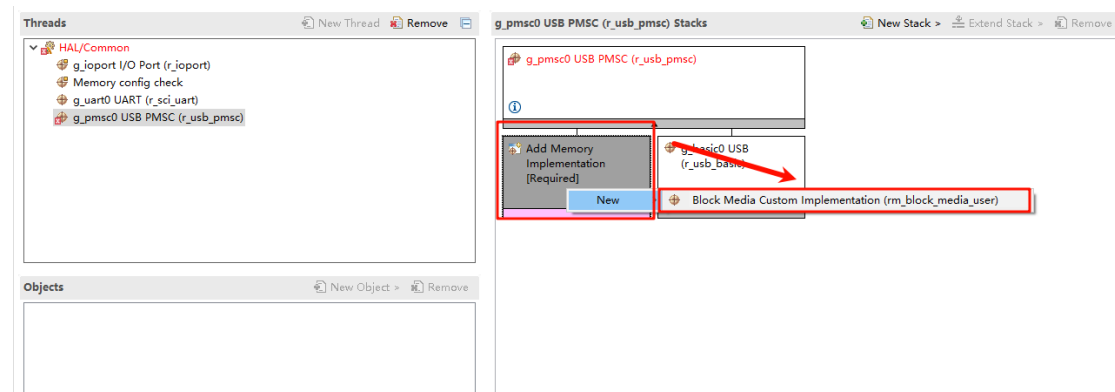 Threads
New Thread
Remove
HAL/Common
g_ioport I/O Port (r_ioport)
Memory config check
g_uart0 UART (r_sci_uart)
g_pmsc0 USB PMSC (r_usb_pmsc)
Objects
New Object >
Remove
g_pmsc0 USB PMSC (r_usb_pmsc) Stacks
New Stack >
Extend Stack >
Remove
g_pmsc0 USB PMSC (r_usb_pmsc)
Add Memory
Implementation
[Required]
g_basic0 USB
(r_usb_basic)
New
Block Media Custom Implementation (rm_block_media_user)